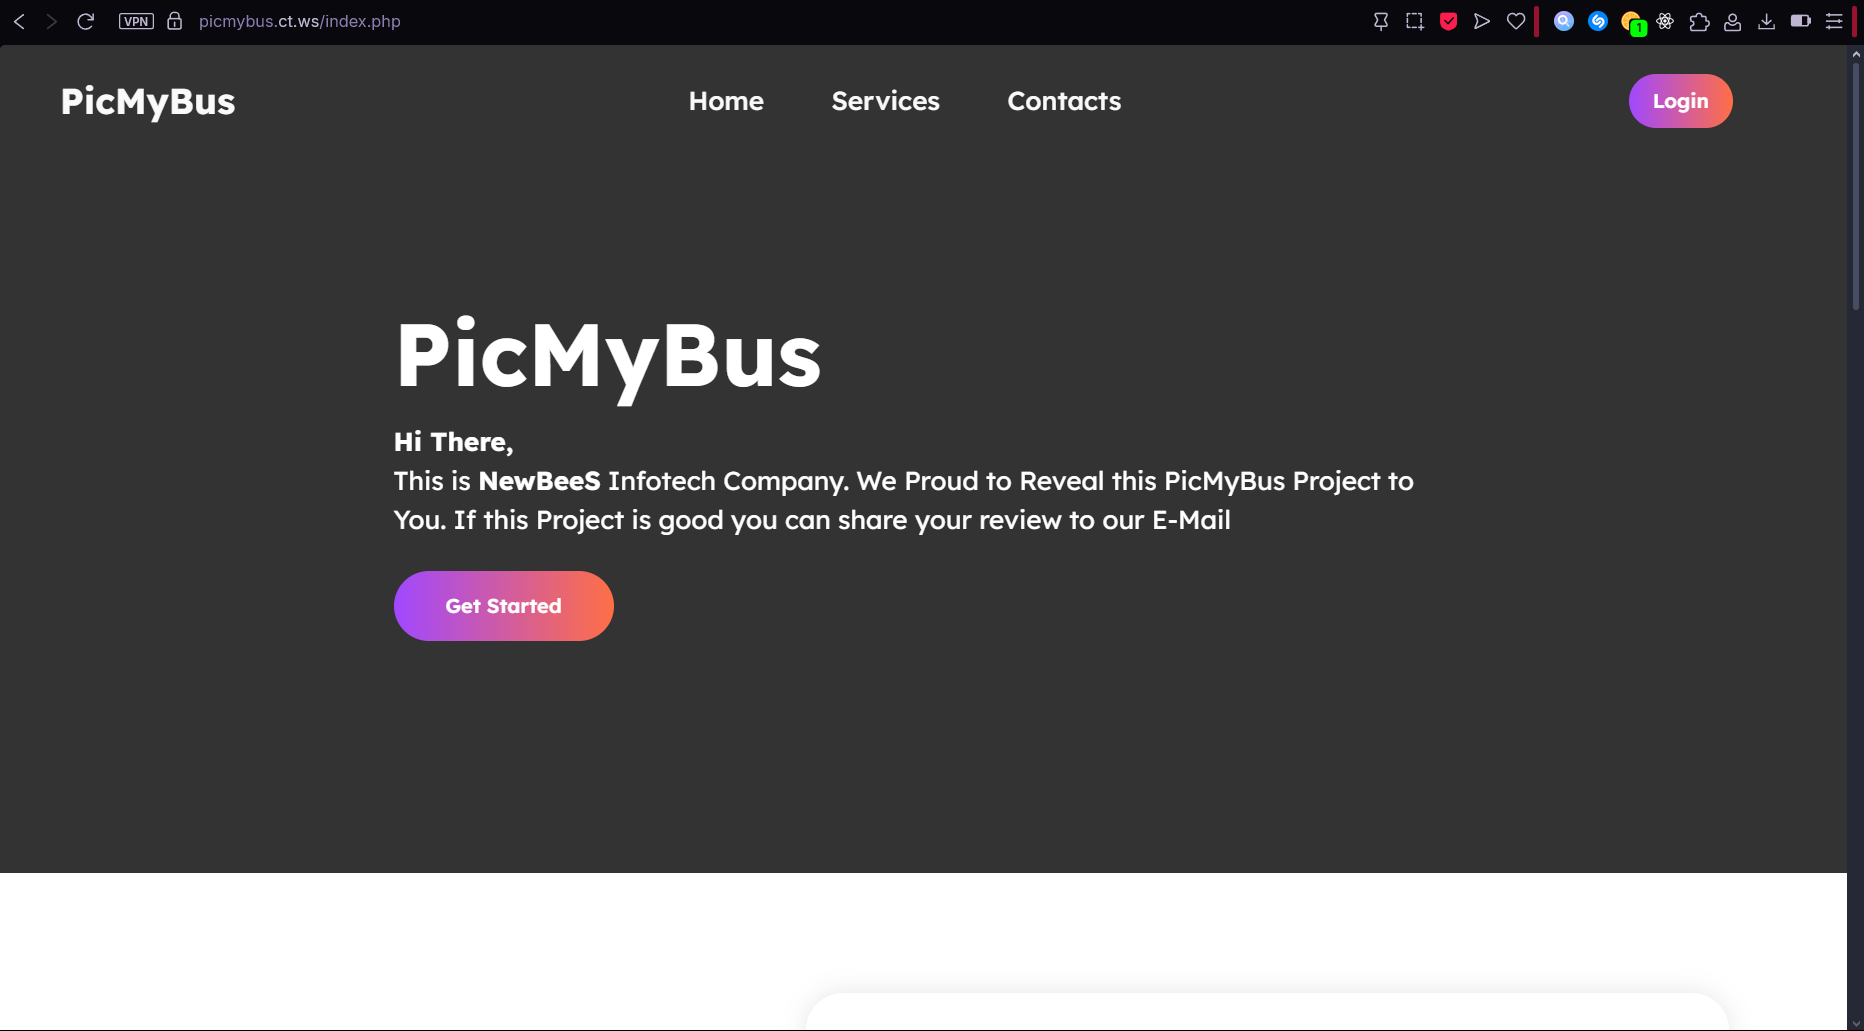 VPN
picmybus.ct.ws/index.php
1
PicMyBus
Home
Services
Contacts
Login
PicMyBus
Hi There,
This is NewBeeS Infotech Company. We Proud to Reveal this PicMyBus Project to
You. If this Project is good you can share your review to our E-Mail
Get Started